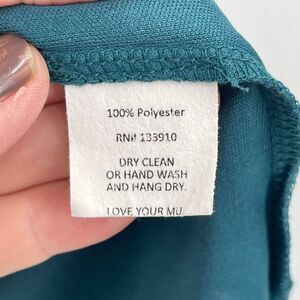 100% Polyester
RN# 133910
DRY CLEAN
OR HAND WASH
AND HANG DRY.
LOVE YOUR MU